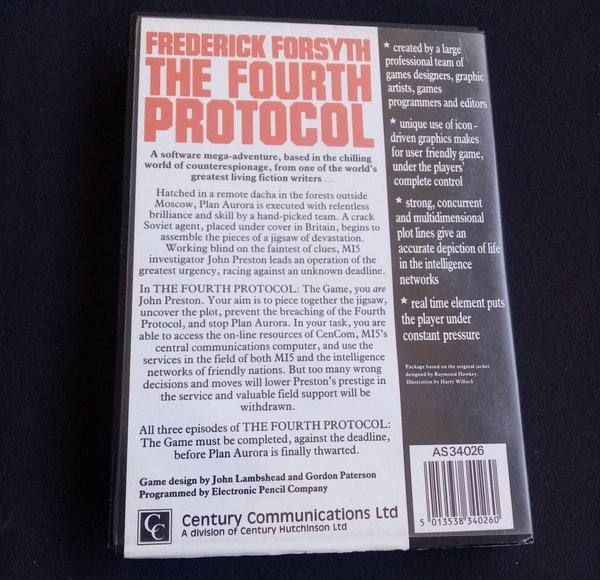 FREDERICK FORSYTH
THE FOURTH
PROTOCOL
A software mega-adventure, based in the chilling
world of counterespionage, from one of the world's
greatest living fiction writers ...
Hatched in a remote dacha in the forests outside
Moscow, Plan Aurora is executed with relentless
brilliance and skill by a hand-picked team. A crack
Soviet agent, placed under cover in Britain, begins to
assemble the pieces of a jigsaw of devastation.
Working blind on the faintest of clues, MI5
investigator John Preston leads an operation of the
greatest urgency, racing against an unknown deadline.
In THE FOURTH PROTOCOL: The Game, you are
John Preston. Your aim is to piece together the jigsaw,
uncover the plot, prevent the breaching of the Fourth
Protocol, and stop Plan Aurora. In your task, you are
able to access the on-line resources of CenCom, MI5's
central communications computer, and use the
services in the field of both MI5 and the intelligence
networks of friendly nations. But too many wrong
decisions and moves will lower Preston's prestige in
the service and valuable field support will be
withdrawn.
All three episodes of THE FOURTH PROTOCOL:
The Game must be completed, against the deadline,
before Plan Aurora is finally thwarted.
Game design by John Lambshead and Gordon Paterson
Programmed by Electronic Pencil Company
CC
Century Communications Ltd
A division of Century Hutchinson Ltd
* created by a large
professional team of
games designers, graphic
artists, games
programmers and editors
* unique use of icon-
driven graphics makes
for user friendly game,
under the players'
complete control
* strong, concurrent
and multidimensional
plot lines give an
accurate depiction of life
in the intelligence
networks
* real time element puts
the player under
constant pressure
Package based on the original jacket
designed by Raymond Hawkey.
Illustration by Harry Willock
AS34026
5 013538 340260